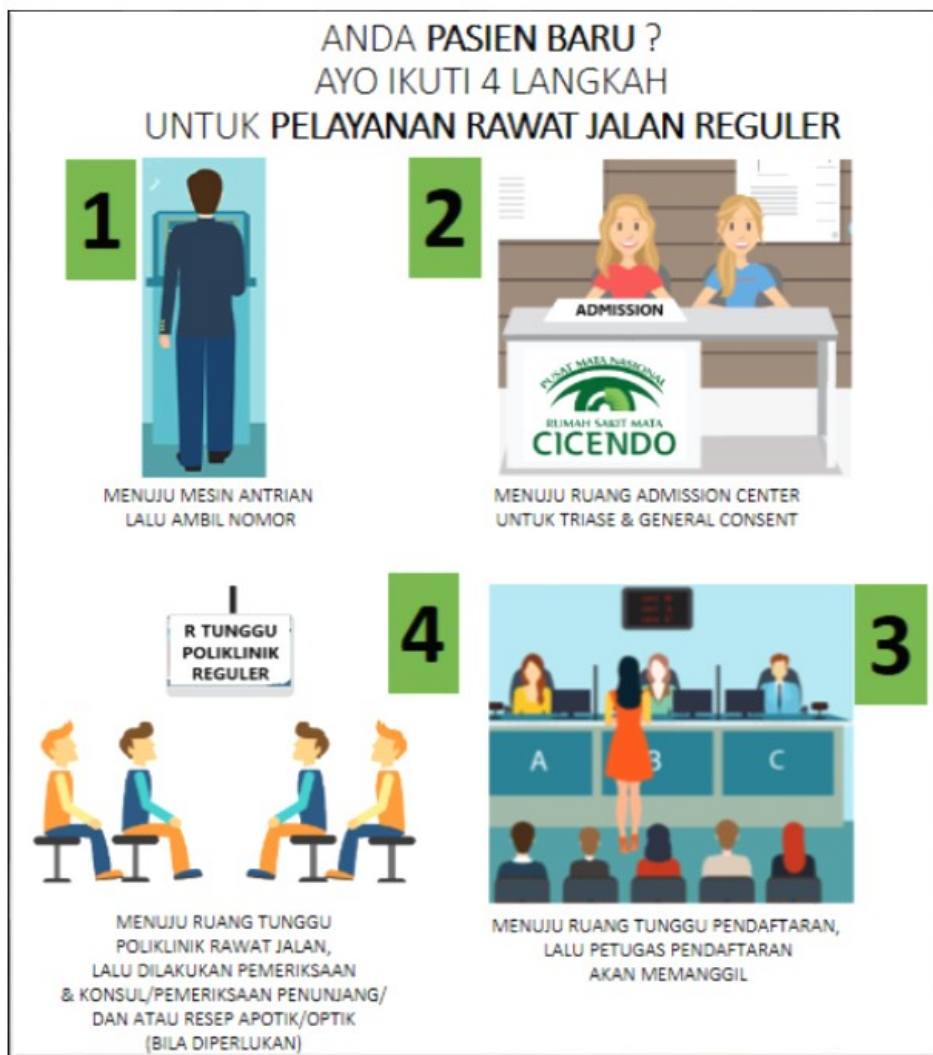 ANDA PASIEN BARU ?
AYO IKUTI 4 LANGKAH
UNTUK PELAYANAN RAWAT JALAN REGULER
1
MENUJU MESIN ANTRIAN
LALU AMBIL NOMOR
2
ADMISSION
PUSAT MATA NASIONAL
RUMAH SAKIT MATA
CICENDO
MENUJU RUANG ADMISSION CENTER
UNTUK TRIASE & GENERAL CONSENT
3
A
B
C
MENUJU RUANG TUNGGU PENDAFTARAN,
LALU PETUGAS PENDAFTARAN
AKAN MEMANGGIL
4
R TUNGGU
POLIKLINIK
REGULER
MENUJU RUANG TUNGGU
POLIKLINIK RAWAT JALAN,
LALU DILAKUKAN PEMERIKSAAN
& KONSUL/PEMERIKSAAN PENUNJANG/
DAN ATAU RESEP APOTIK/OPTIK
(BILA DIPERLUKAN)